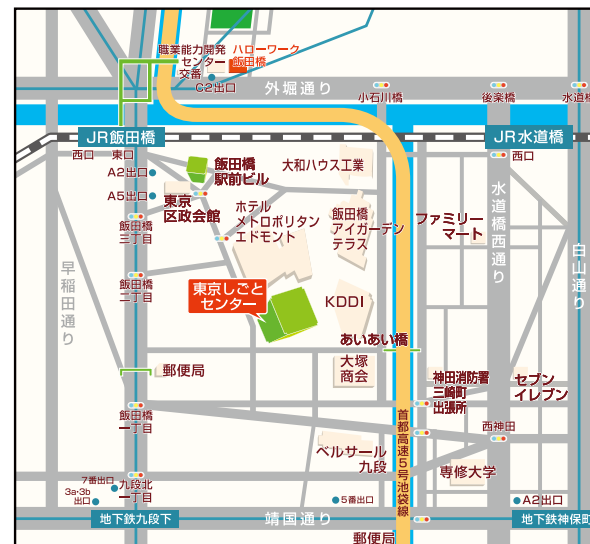 職業能力開発
センター
交番
ハローワーク
飯田橋
C2出口
外堀通り
小石川橋
後楽橋
水道橋
JR飯田橋
JR水道橋
西口
東口
西口
A2出口
A5出口
飯田橋
駅前ビル
大和ハウス工業
東京
区政会館
ホテル
メトロポリタン
エドモント
飯田橋
アイガーデン
テラス
ファミリー
マート
水道橋西通り
白山通り
飯田橋
三丁目
早稲田通り
飯田橋
二丁目
東京しごと
センター
KDDI
あいあい橋
大塚
商会
郵便局
神田消防署
三崎町
出張所
セブン
イレブン
飯田橋
一丁目
首都高速5号池袋線
西神田
ベルサール
九段
専修大学
7番出口
3a・3b
出口
九段北
一丁目
5番出口
A2出口
地下鉄九段下
靖国通り
地下鉄神保町
郵便局